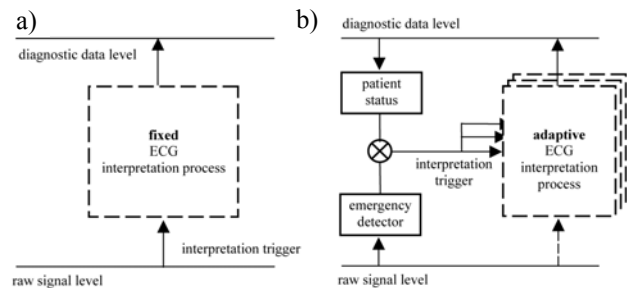 a)
diagnostic data level
fixed
ECG
interpretation process
interpretation trigger
raw signal level
b)
diagnostic data level
patient
status
interpretation
trigger
emergency
detector
adaptive
ECG
interpretation
process
raw signal level